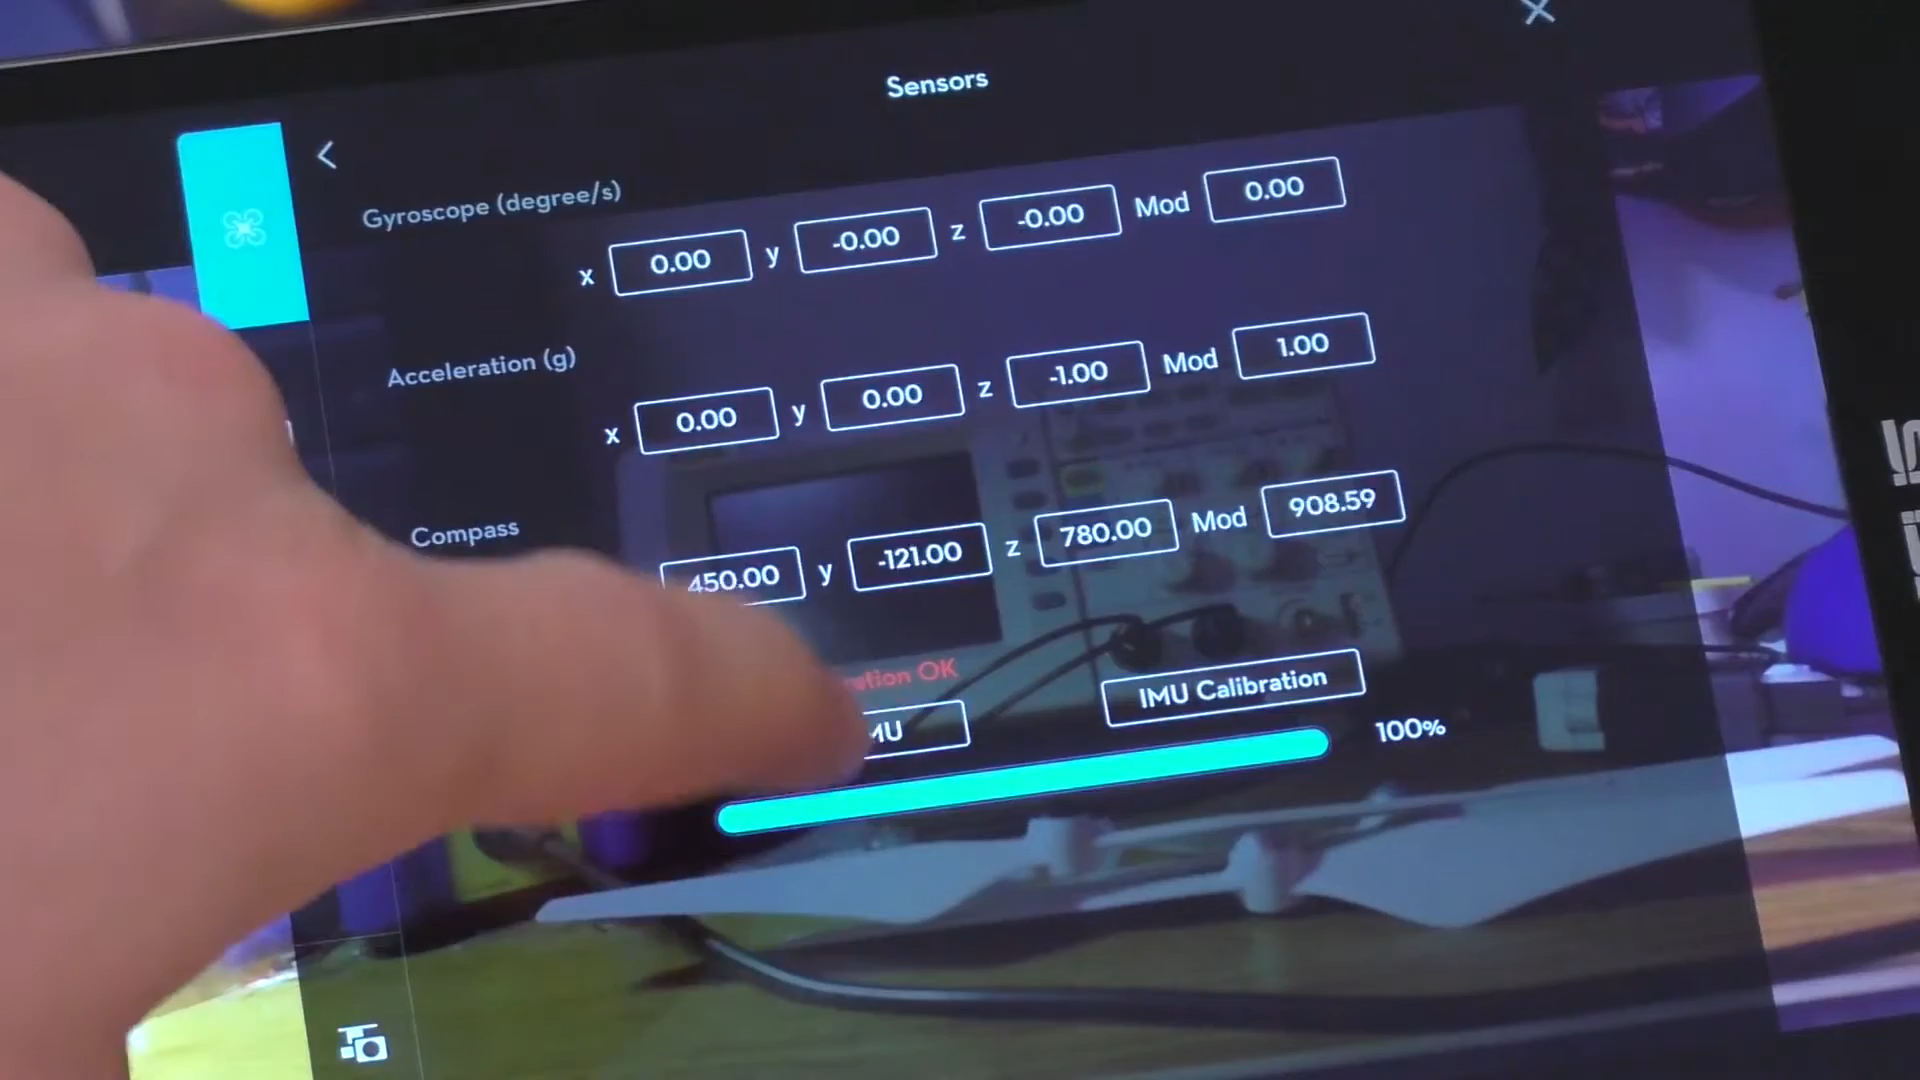 Sensors
Gyroscope (degree/s)
x 0.00 y -0.00 z -0.00 Mod 0.00
Acceleration (g)
x 0.00 y 0.00 z -1.00 Mod 1.00
Compass
450.00 y -121.00 z 780.00 Mod 908.59
OK
IMU Calibration
100%